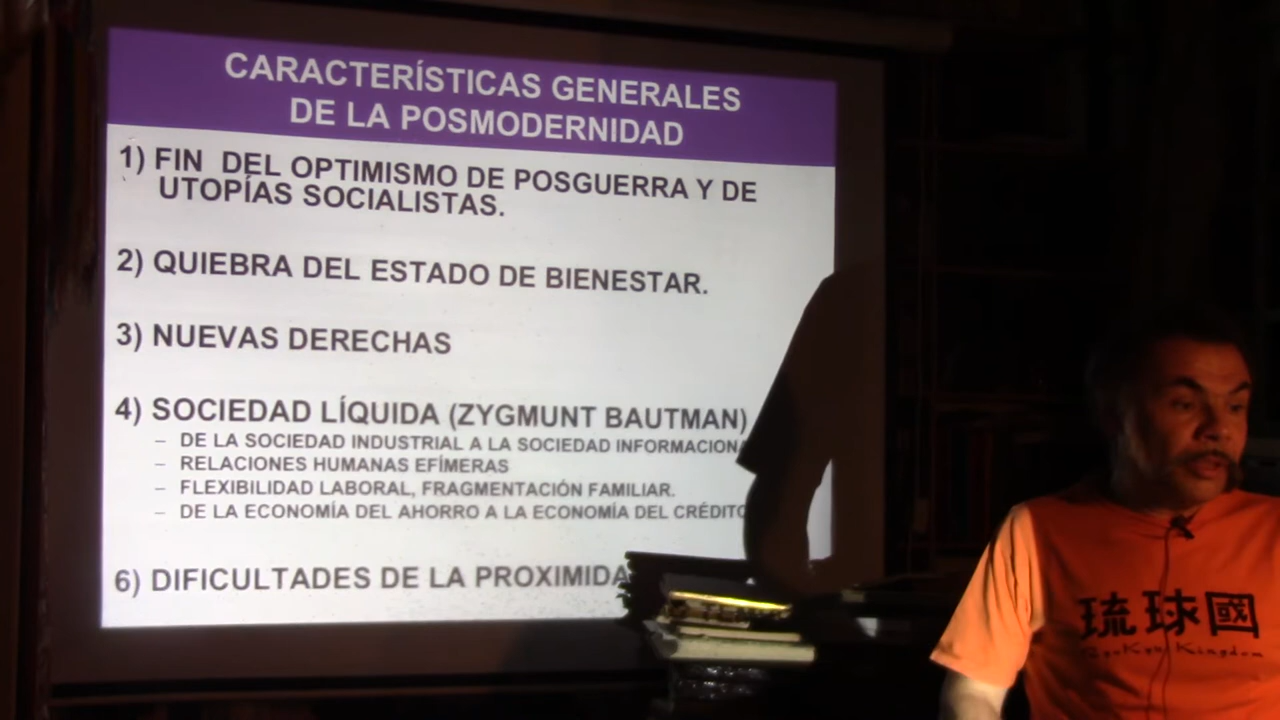 CARACTERÍSTICAS GENERALES
DE LA POSMODERNIDAD
1) FIN DEL OPTIMISMO DE POSGUERRA Y DE
UTOPÍAS SOCIALISTAS.
2) QUIEBRA DEL ESTADO DE BIENESTAR.
3) NUEVAS DERECHAS
4) SOCIEDAD LÍQUIDA (ZYGMUNT BAUTMAN)
– DE LA SOCIEDAD INDUSTRIAL A LA SOCIEDAD INFORMACION
– RELACIONES HUMANAS EFÍMERAS
– FLEXIBILIDAD LABORAL, FRAGMENTACIÓN FAMILIAR.
– DE LA ECONOMÍA DEL AHORRO A LA ECONOMÍA DEL CRÉDITO
6) DIFICULTADES DE LA PROXIMIDA
琉球國
RyuKyu Kingdom